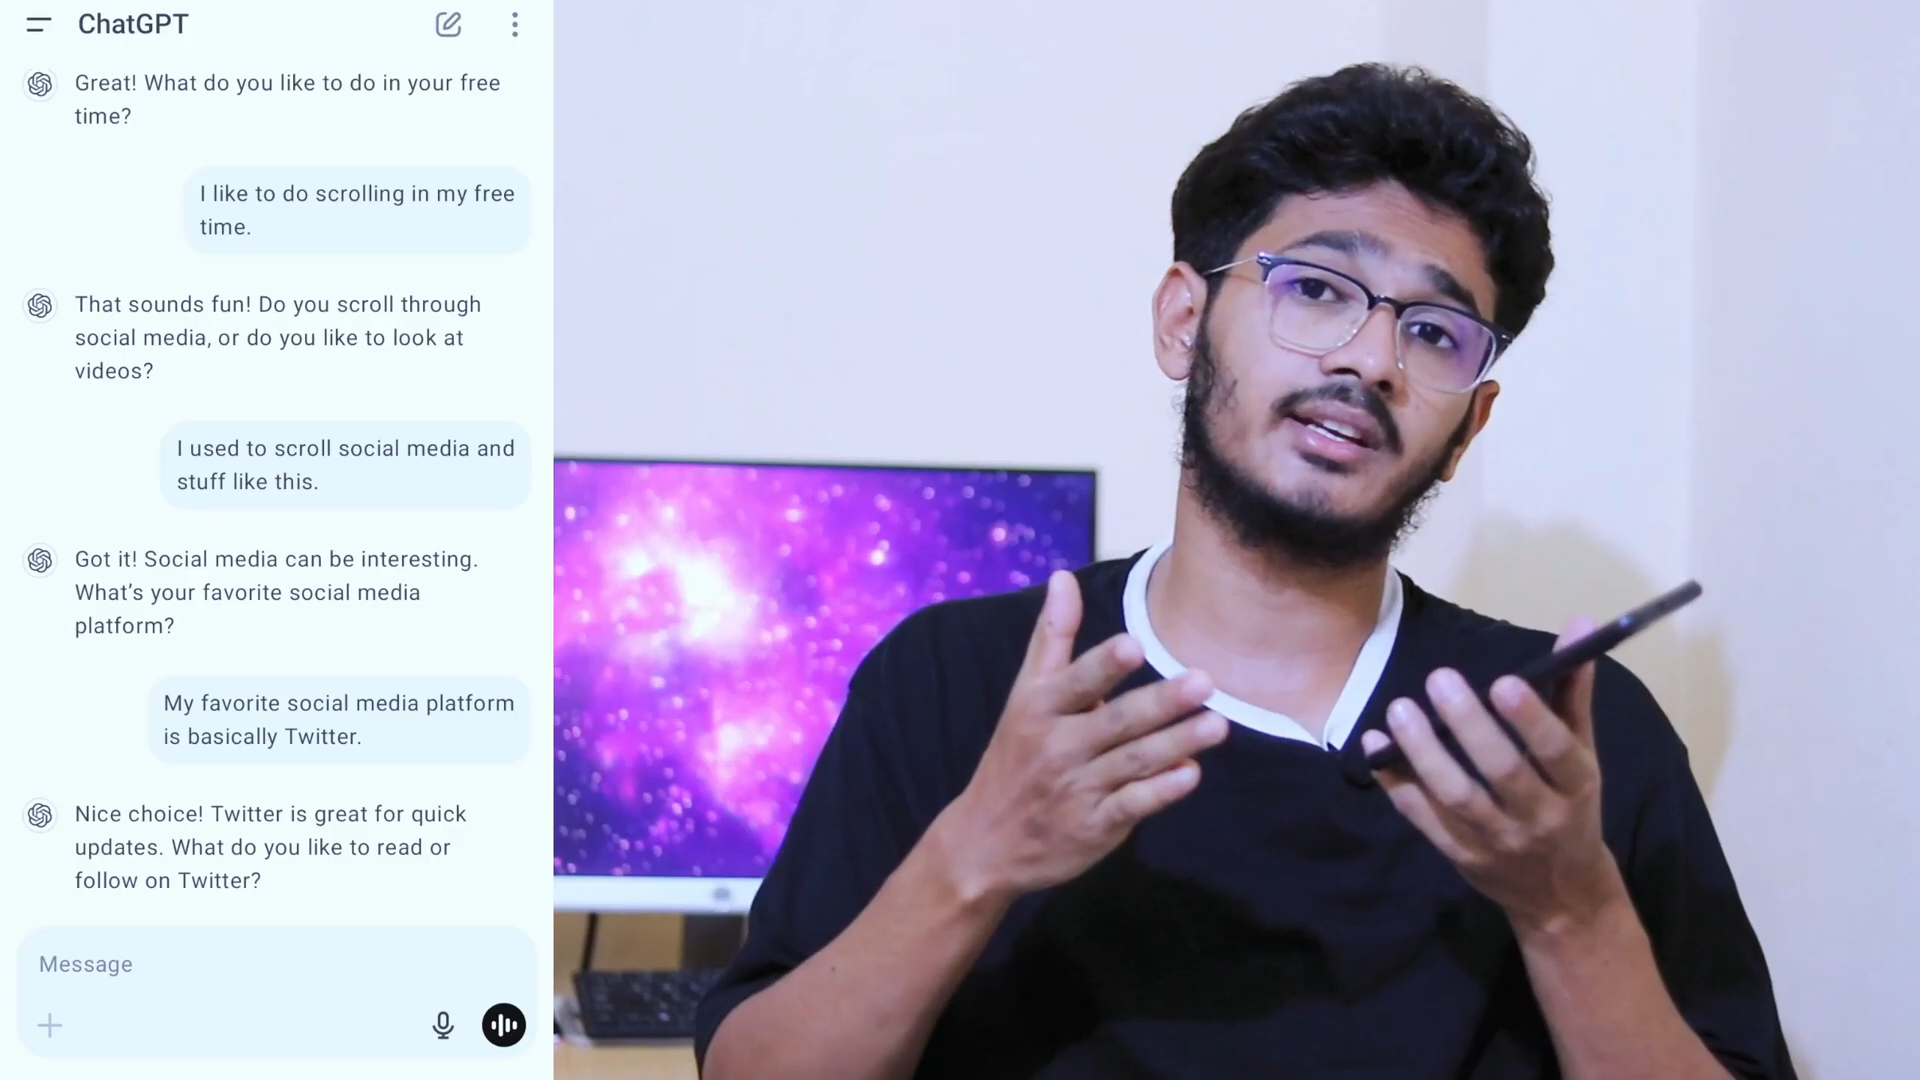 ChatGPT
Great! What do you like to do in your free
time?
I like to do scrolling in my free
time.
That sounds fun! Do you scroll through
social media, or do you like to look at
videos?
I used to scroll social media and
stuff like this.
Got it! Social media can be interesting.
What's your favorite social media
platform?
My favorite social media platform
is basically Twitter.
Nice choice! Twitter is great for quick
updates. What do you like to read or
follow on Twitter?
Message